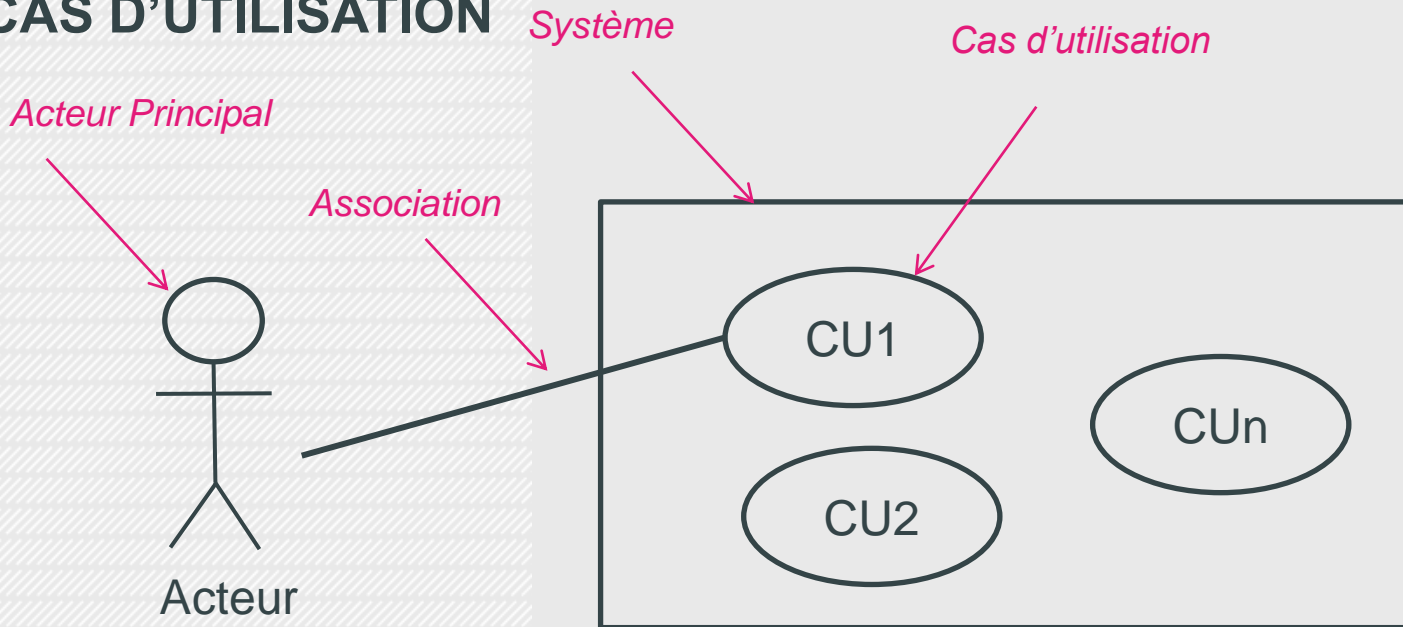 CAS D’UTILISATION
Système
Cas d’utilisation
Acteur Principal
Association
CU1
CUn
CU2
Acteur